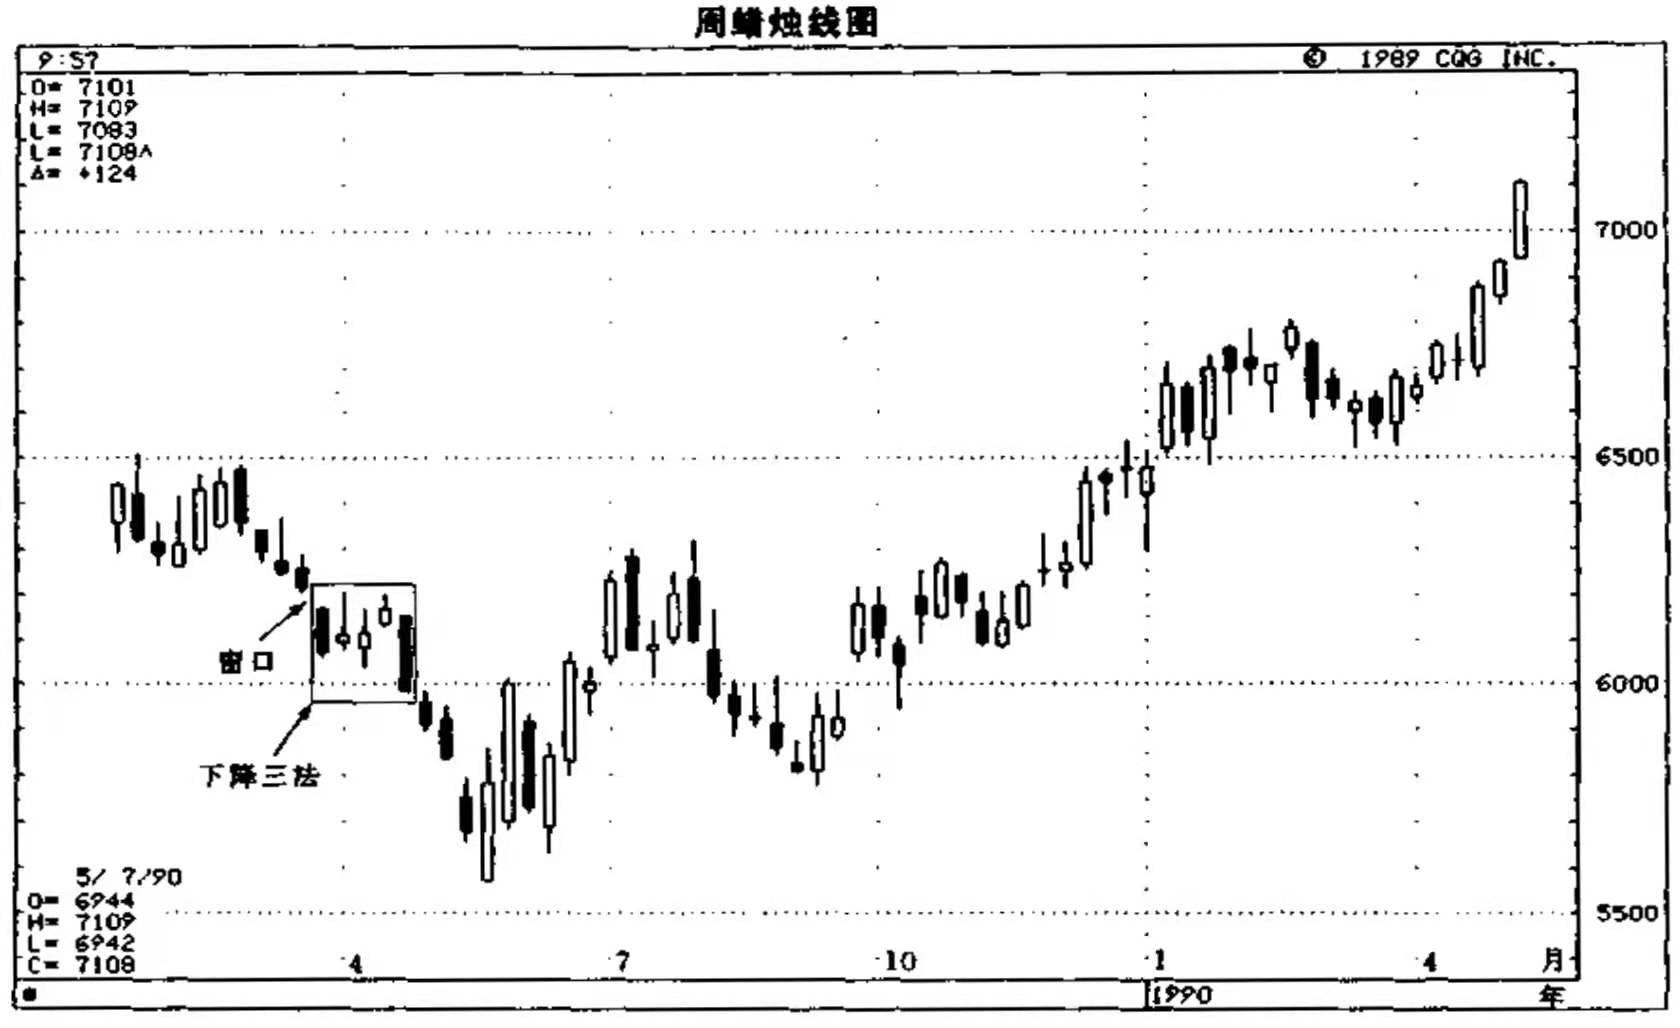 周蜡烛线图
9:57
© 1989 CQG INC.
O= 7101
H= 7109
L= 7083
L= 7108^
Δ= +124
7000
6500
窗口
6000
下降三法
5/ 7/90
O= 6944
H= 7109
L= 6942
C= 7108
5500
4 7 10 1 4 月
1990 年